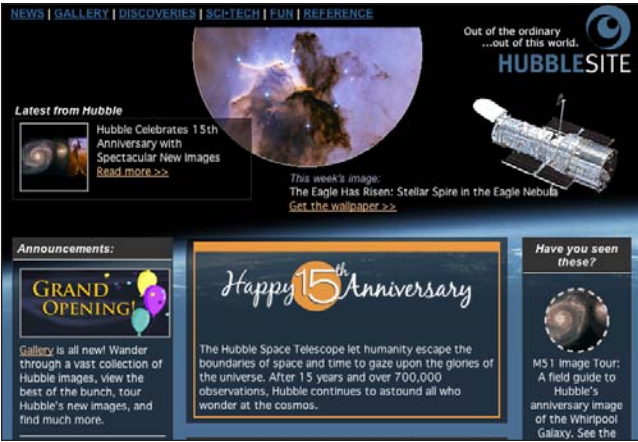 NEWS | GALLERY | DISCOVERIES | SCI•TECH | FUN | REFERENCE
Out of the ordinary
...out of this world.
HUBBLESITE
Latest from Hubble
Hubble Celebrates 15th
Anniversary with
Spectacular New Images
Read more >>
This week's image:
The Eagle Has Risen: Stellar Spire in the Eagle Nebula
Get the wallpaper >>
Announcements:
GRAND
OPENING!
Gallery is all new! Wander
through a vast collection of
Hubble images, view the
best of the bunch, tour
Hubble's new images, and
find much more.
Happy 15th Anniversary
The Hubble Space Telescope let humanity escape the
boundaries of space and time to gaze upon the glories of
the universe. After 15 years and over 700,000
observations, Hubble continues to astound all who
wonder at the cosmos.
Have you seen
these?
M51 Image Tour:
A field guide to
Hubble's
anniversary image
of the Whirlpool
Galaxy. See the